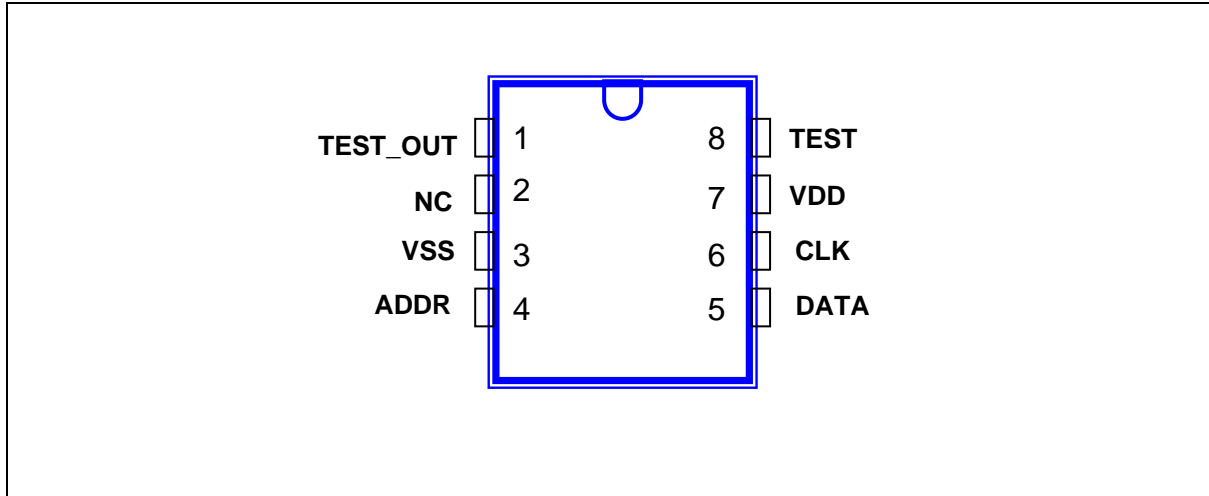 TEST_OUT 1 8 TEST
NC 2 7 VDD
VSS 3 6 CLK
ADDR 4 5 DATA